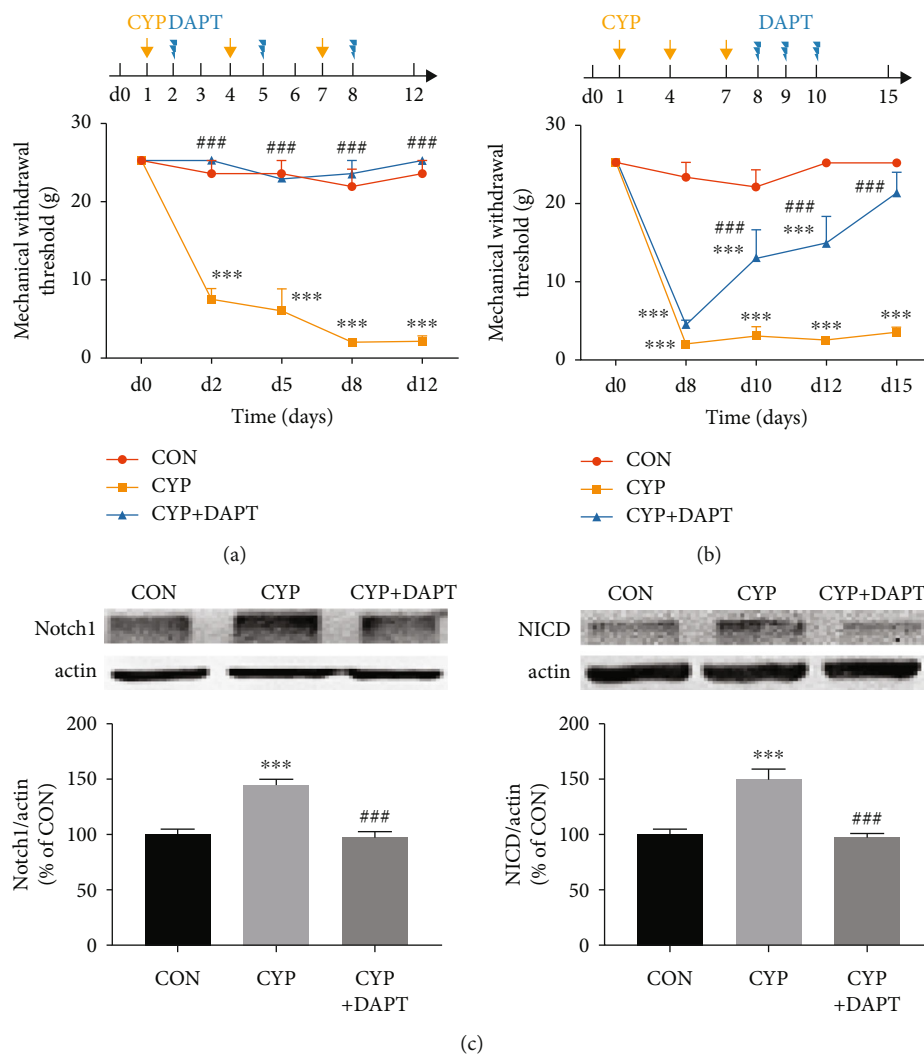 CYP DAPT
d0 1 2 3 4 5 6 7 8 12
Mechanical withdrawal
threshold (g)
30
20
10
0
### ### ### ###
***
***
*** ***
d0 d2 d5 d8 d12
Time (days)
CON
CYP
CYP+DAPT
(a)
CYP DAPT
d0 1 4 7 8 9 10 15
Mechanical withdrawal
threshold (g)
30
20
10
0
###
###
***
###
***
***
***
***
***
***
d0 d8 d10 d12 d15
Time (days)
CON
CYP
CYP+DAPT
(b)
CON CYP CYP+DAPT
Notch1
actin
200
150
100
50
0
Notch1/actin
(% of CON)
***
###
CON CYP CYP
+DAPT
CON CYP CYP+DAPT
NICD
actin
200
150
100
50
0
NICD/actin
(% of CON)
***
###
CON CYP CYP
+DAPT
(c)